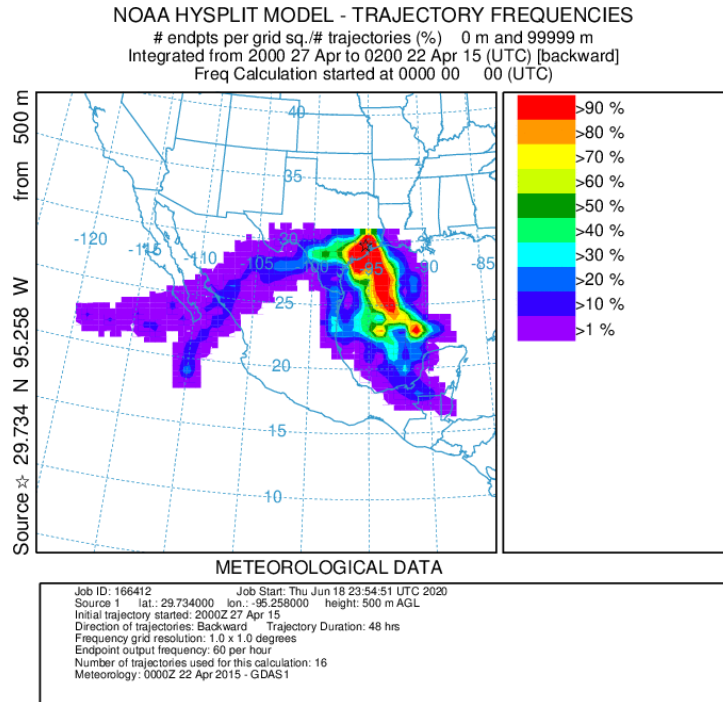 NOAA HYSPLIT MODEL - TRAJECTORY FREQUENCIES
# endpts per grid sq./# trajectories (%)    0 m and 99999 m
Integrated from 2000 27 Apr to 0200 22 Apr 15 (UTC) [backward]
Freq Calculation started at 0000 00    00 (UTC)
Source ☆ 29.734 N 95.258 W    from 500 m
40
35
-120
-115
-110
-105
30
-100
-95
-90
-85
25
20
15
10
>90 %
>80 %
>70 %
>60 %
>50 %
>40 %
>30 %
>20 %
>10 %
>1 %
METEOROLOGICAL DATA
Job ID: 166412    Job Start: Thu Jun 18 23:54:51 UTC 2020
Source 1    lat.: 29.734000    lon.: -95.258000    height: 500 m AGL
Initial trajectory started: 2000Z 27 Apr 15
Direction of trajectories: Backward    Trajectory Duration: 48 hrs
Frequency grid resolution: 1.0 x 1.0 degrees
Endpoint output frequency: 60 per hour
Number of trajectories used for this calculation: 16
Meteorology: 0000Z 22 Apr 2015 - GDAS1